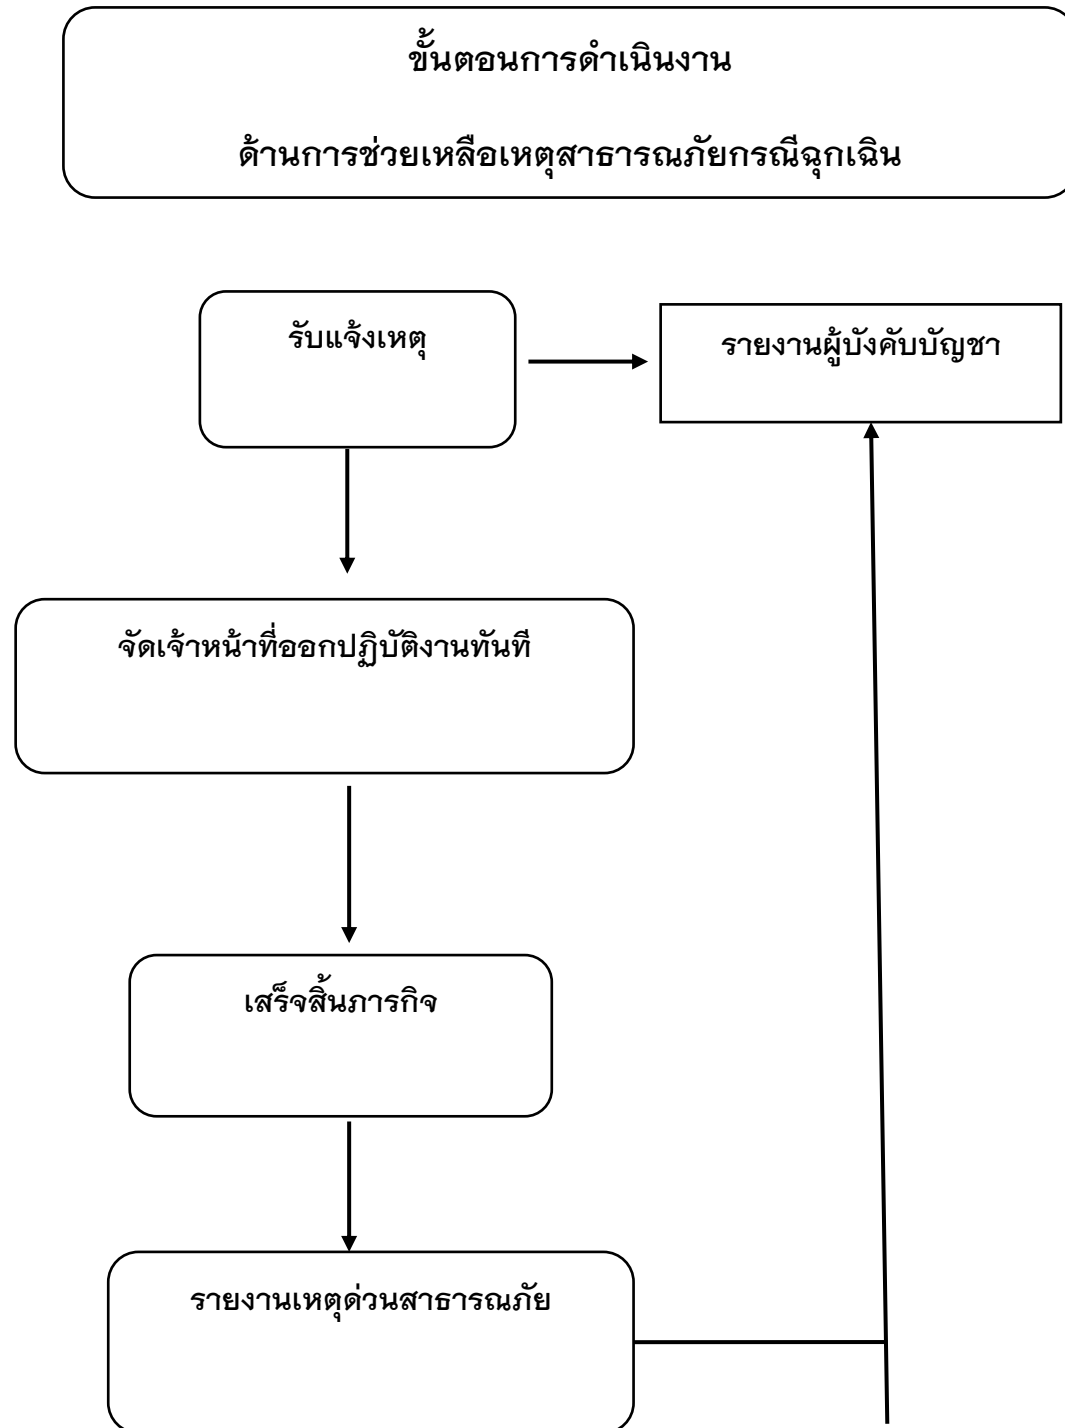 ขั้นตอนการดำเนินงาน
ด้านการช่วยเหลือเหตุสาธารณภัยกรณีฉุกเฉิน
รับแจ้งเหตุ
รายงานผู้บังคับบัญชา
จัดเจ้าหน้าที่ออกปฏิบัติงานทันที
เสร็จสิ้นภารกิจ
รายงานเหตุด่วนสาธารณภัย